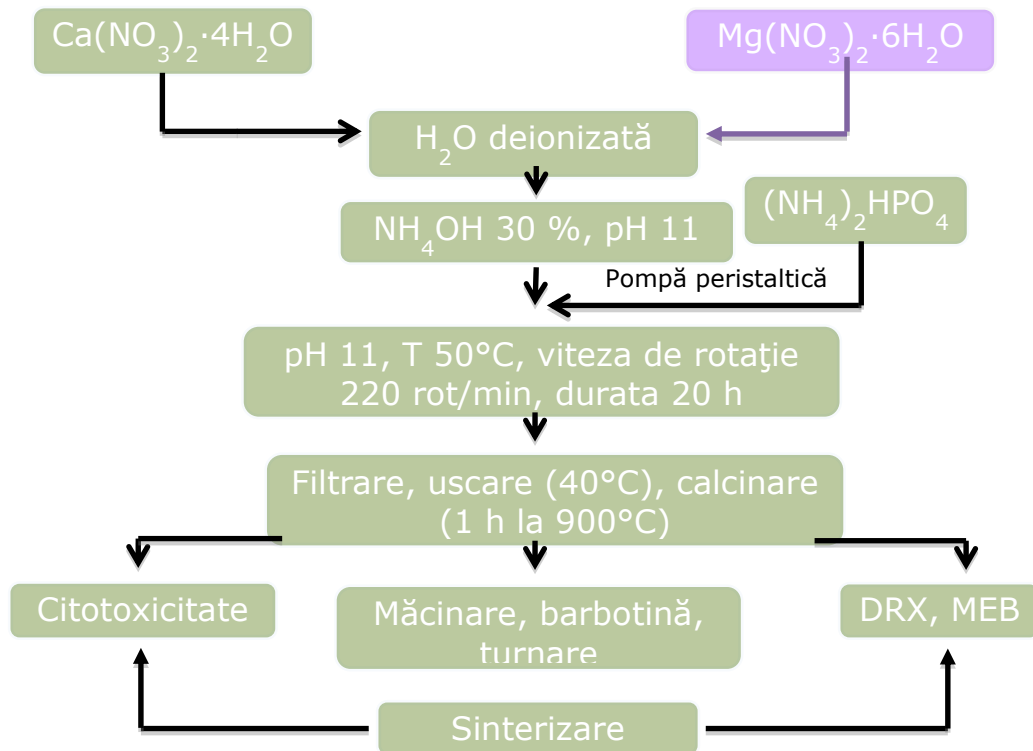 Ca(NO₃)₂·4H₂O
Mg(NO₃)₂·6H₂O
H₂O deionizată
NH₄OH 30 %, pH 11
(NH₄)₂HPO₄
Pompă peristaltică
pH 11, T 50°C, viteza de rotaţie
220 rot/min, durata 20 h
Filtrare, uscare (40°C), calcinare
(1 h la 900°C)
Citotoxicitate
Măcinare, barbotină,
turnare
DRX, MEB
Sinterizare